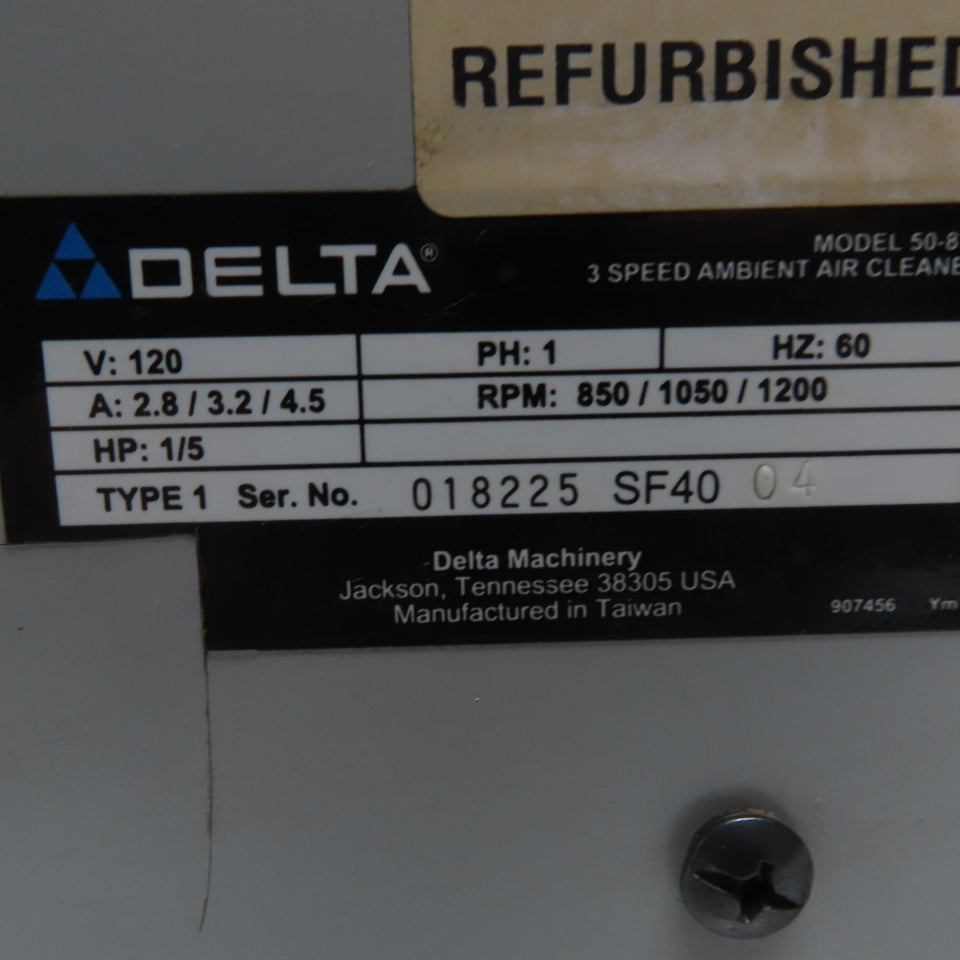 REFURBISHED
DELTA®
MODEL 50-8
3 SPEED AMBIENT AIR CLEANE
V: 120 PH: 1 HZ: 60
A: 2.8 / 3.2 / 4.5 RPM: 850 / 1050 / 1200
HP: 1/5
TYPE 1 Ser. No. 018225 SF40 04
Delta Machinery
Jackson, Tennessee 38305 USA
Manufactured in Taiwan
907456 Ym